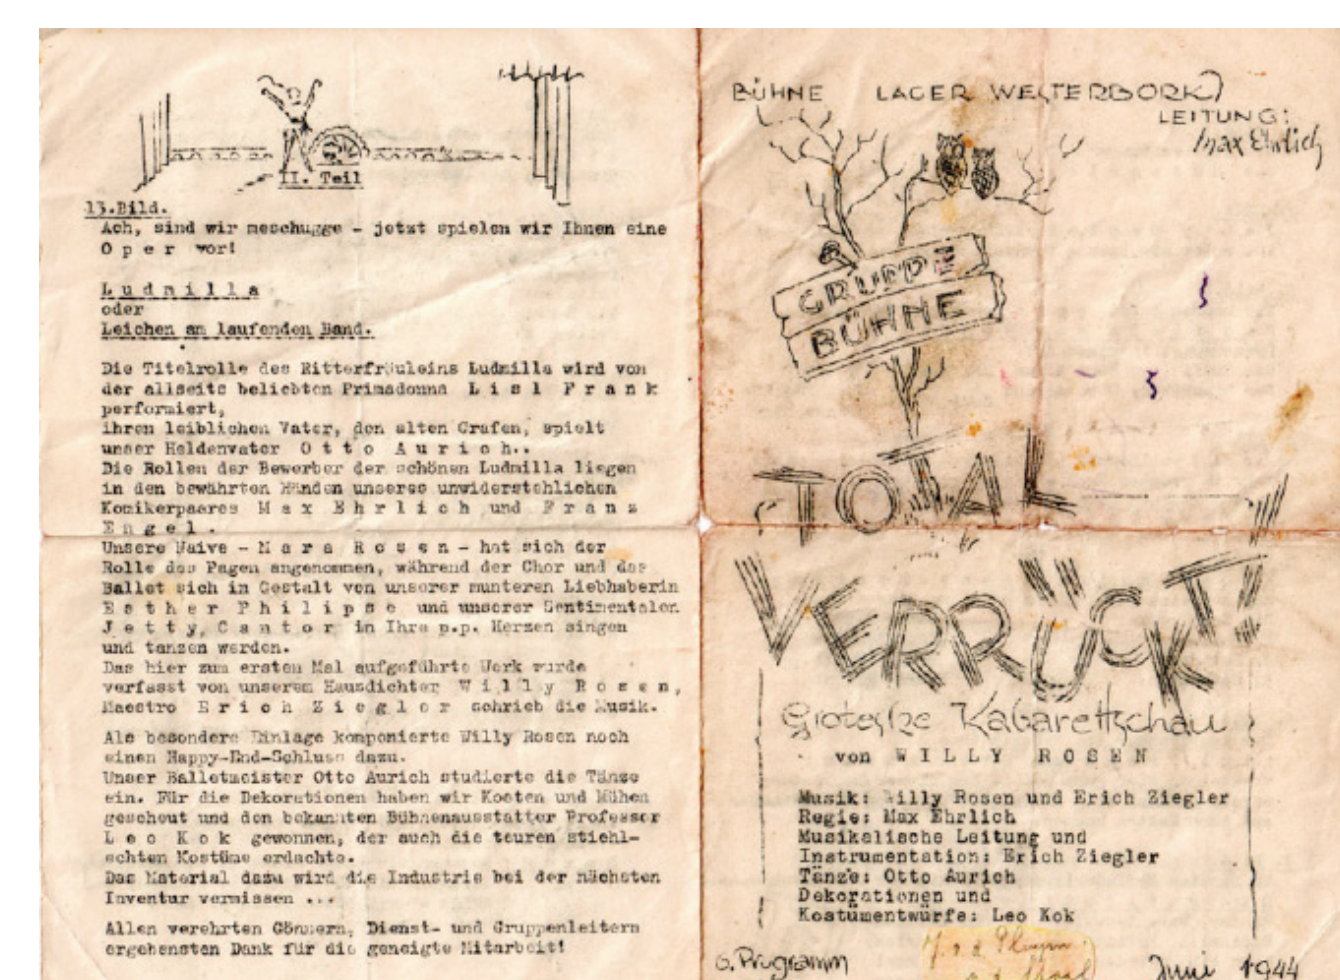 II. Teil
13.Bild.
Ach, sind wir meschugge - jetzt spielen wir Ihnen eine
O p e r vor!
L u d m i l l a
oder
Leichen am laufenden Band.
Die Titelrolle des Ritterfräuleins Ludmilla wird von
der allseits beliebten Primadonna L i s l F r a n k
performiert,
ihren leiblichen Vater, den alten Grafen, spielt
unser Heldenvater O t t o A u r i c h..
Die Rollen der Bewerber der schönen Ludmilla liegen
in den bewährten Händen unseres unwiderstehlichen
Komikerpaares M a x E h r l i c h und F r a n z
E n g e l .
Unsere Naive - M a r a R o s e n - hat sich der
Rolle des Pagen angenommen, während der Chor und das
Ballet sich in Gestalt von unserer munteren Liebhaberin
E s t h e r P h i l i p s e und unserer Sentimentalen
J e t t y C a n t o r in Ihre p.p. Herzen singen
und tanzen werden.
Das hier zum ersten Mal aufgeführte Werk wurde
verfasst von unserem Hausdichter W i l l y R o s e n,
Maestro E r i c h Z i e g l e r schrieb die Musik.
Als besondere Einlage komponierte Willy Rosen noch
einen Happy-End-Schluss dazu.
Unser Balletmeister Otto Aurich studierte die Tänze
ein. Für die Dekorationen haben wir Kosten und Mühen
gescheut und den bekannten Bühnenausstatter Professor
L e o K o k gewonnen, der auch die teuren stiehl-
echten Kostüme erdachte.
Das Material dazu wird die Industrie bei der nächsten
Inventur vermissen ...
Allen verehrten Gönnern, Dienst- und Gruppenleitern
ergebensten Dank für die geneigte Mitarbeit!
BÜHNE LAGER WESTERBORK
LEITUNG:
Max Ehrlich
GRUPPE
BÜHNE
TOTAL
VERRÜCKT!
Groteske Kabarettschau
von W I L L Y R O S E N
Musik: Willy Rosen und Erich Ziegler
Regie: Max Ehrlich
Musikalische Leitung und
Instrumentation: Erich Ziegler
Tänze: Otto Aurich
Dekorationen und
Kostümentwürfe: Leo Kok
6. Programm
Juni 1944